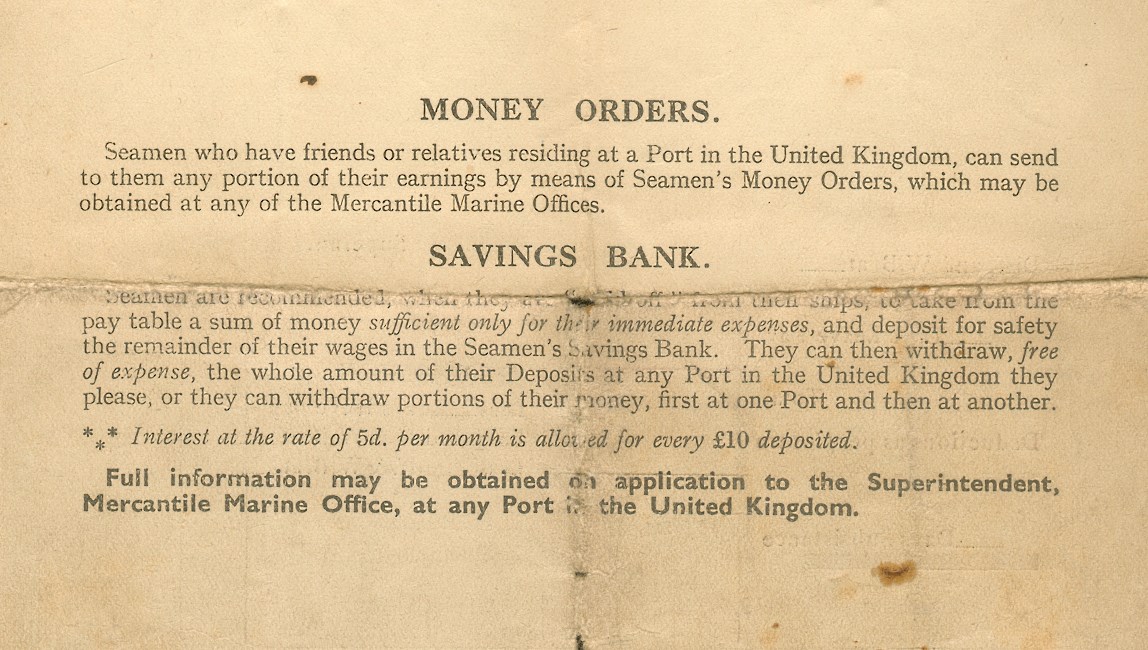 MONEY ORDERS.
Seamen who have friends or relatives residing at a Port in the United Kingdom, can send
to them any portion of their earnings by means of Seamen's Money Orders, which may be
obtained at any of the Mercantile Marine Offices.
SAVINGS BANK.
Seamen are recommended, when they are off " from their ships, to take from the
pay table a sum of money sufficient only for their immediate expenses, and deposit for safety
the remainder of their wages in the Seamen's Savings Bank. They can then withdraw, free
of expense, the whole amount of their Deposits at any Port in the United Kingdom they
please, or they can withdraw portions of their money, first at one Port and then at another.
*** Interest at the rate of 5d. per month is allowed for every £10 deposited.
Full information may be obtained on application to the Superintendent,
Mercantile Marine Office, at any Port in the United Kingdom.